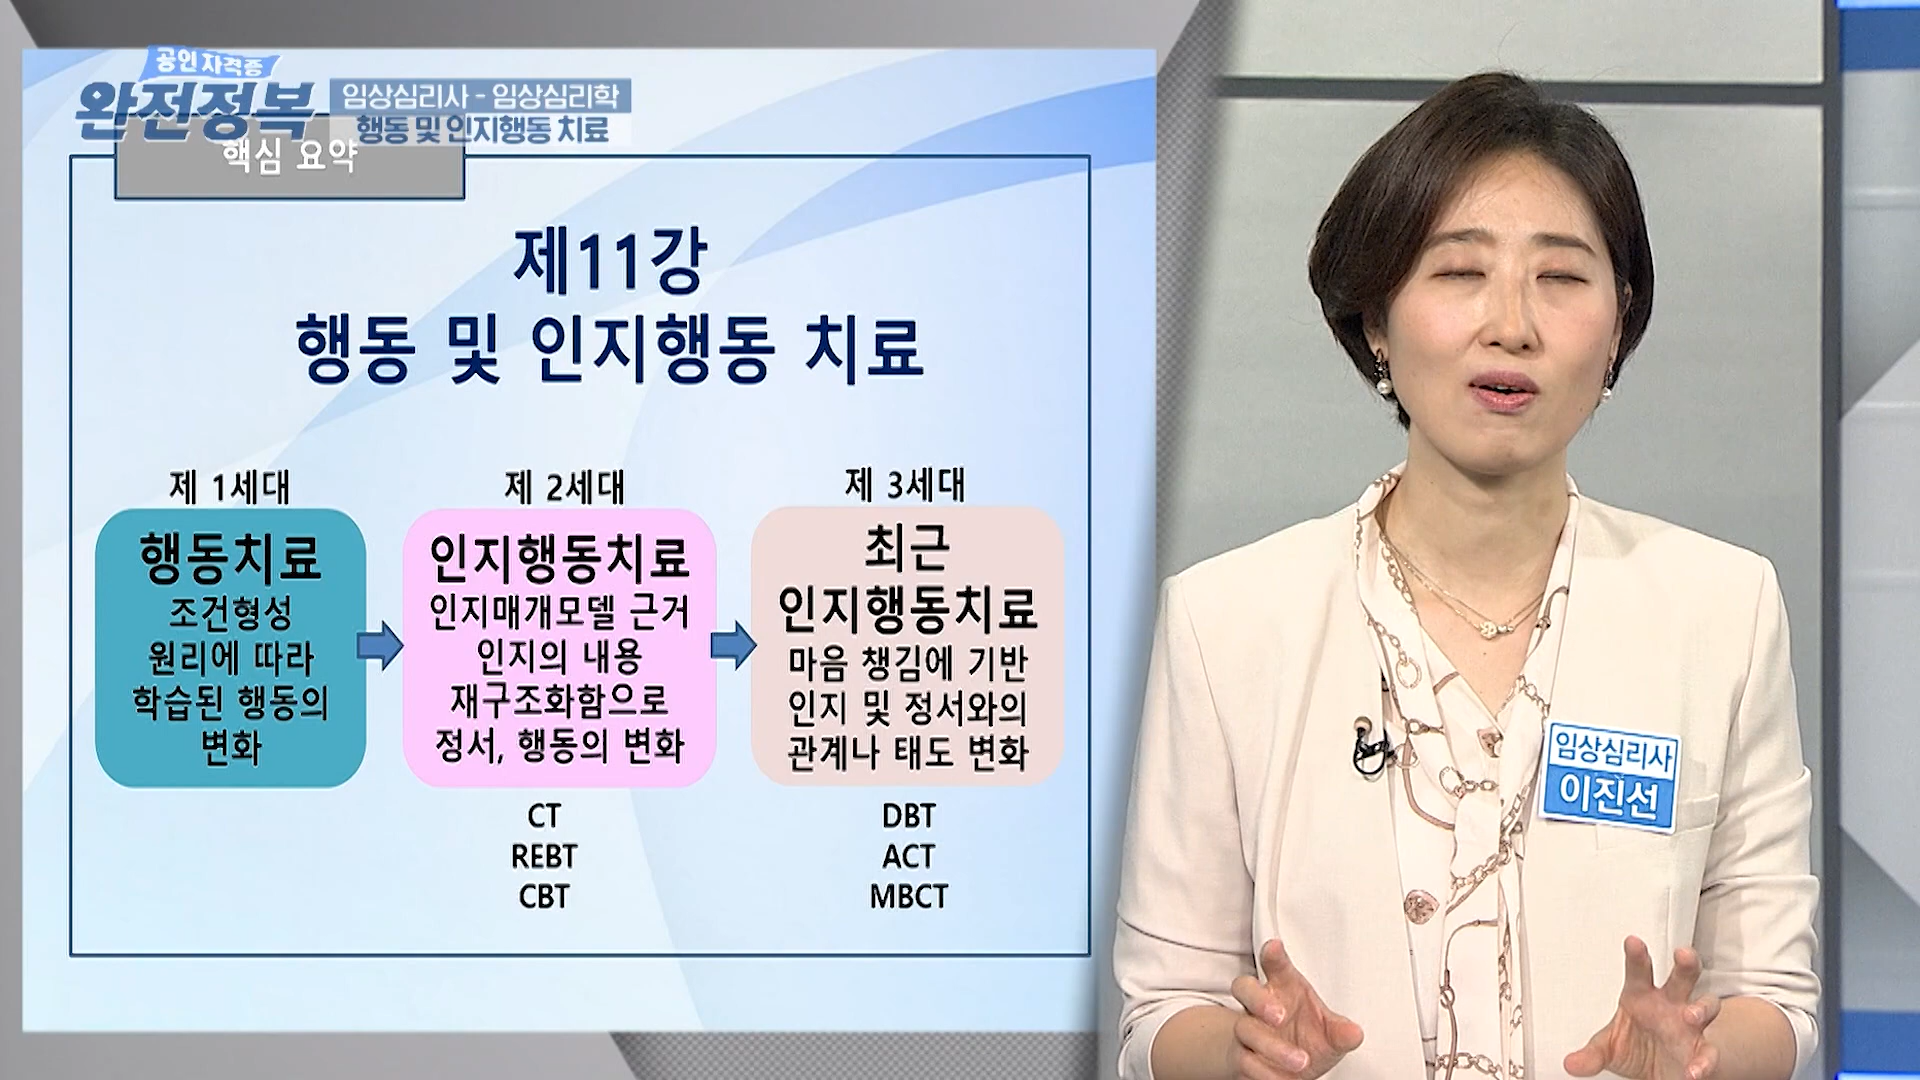 공인 자격증
완전정복
임상심리사 - 임상심리학
행동 및 인지행동 치료
핵심 요약
제11강
행동 및 인지행동 치료
제 1세대
행동치료
조건형성
원리에 따라
학습된 행동의
변화
제 2세대
인지행동치료
인지매개모델 근거
인지의 내용
재구조화함으로
정서, 행동의 변화
CT
REBT
CBT
제 3세대
최근
인지행동치료
마음 챙김에 기반
인지 및 정서와의
관계나 태도 변화
DBT
ACT
MBCT
임상심리사
이진선